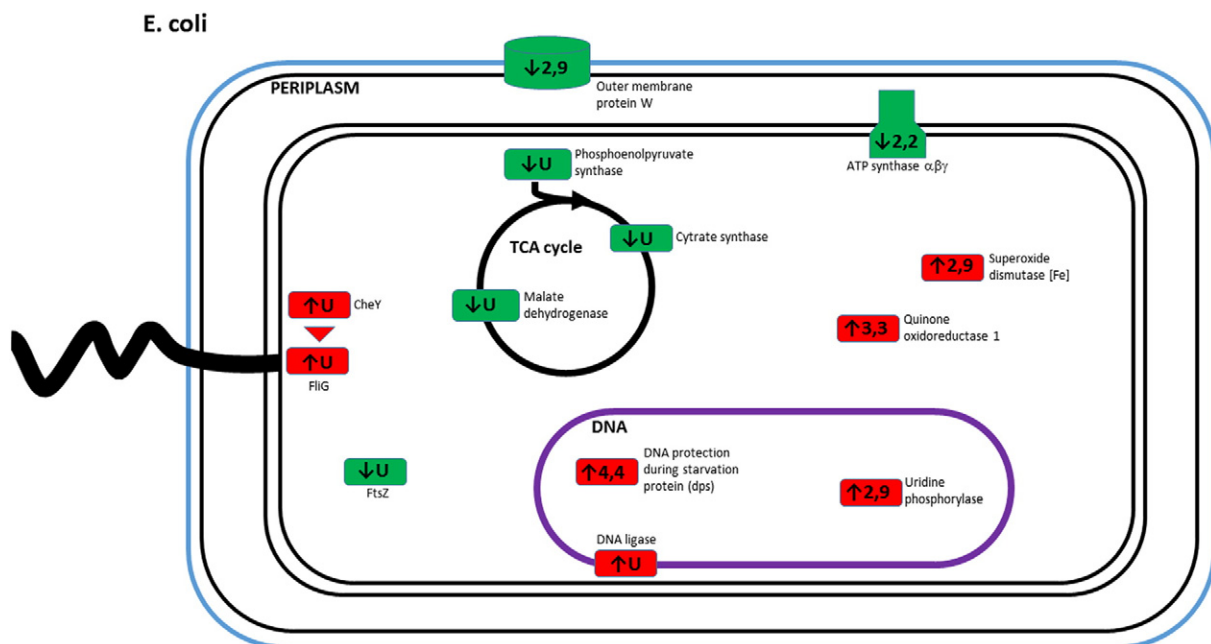 E. coli
↓2,9
Outer membrane
protein W
PERIPLASM
↓2,2
ATP synthase α,βγ
↓U
Phosphoenolpyruvate
synthase
TCA cycle
↓U
Cytrate synthase
↑2,9
Superoxide
dismutase [Fe]
↓U
Malate
dehydrogenase
↑U
CheY
↑3,3
Quinone
oxidoreductase 1
↑U
FliG
DNA
↑4,4
DNA protection
during starvation
protein (dps)
↑2,9
Uridine
phosphorylase
↓U
FtsZ
DNA ligase
↑U